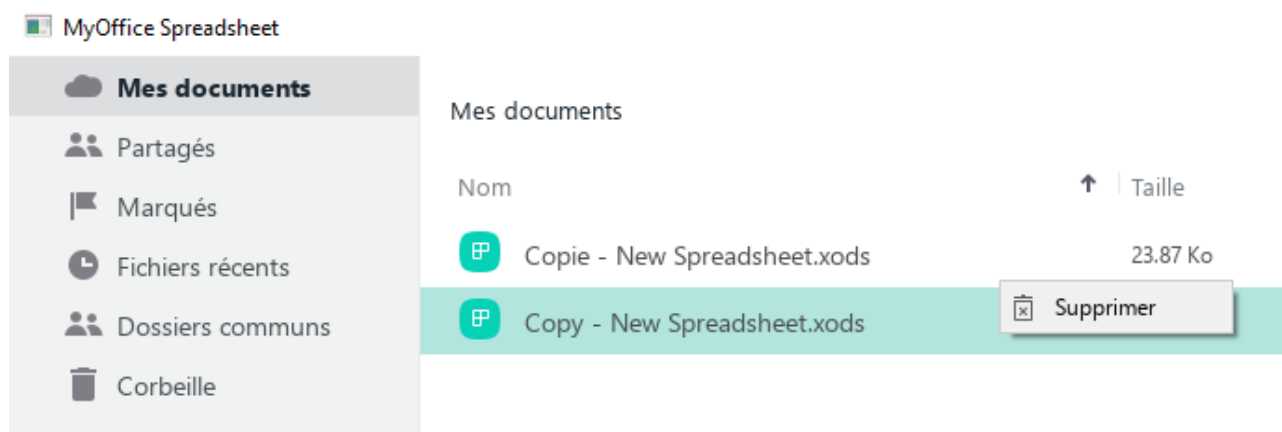 MyOffice Spreadsheet
Mes documents
Partagés
Marqués
Fichiers récents
Dossiers communs
Corbeille
Mes documents
Nom Taille
Copie - New Spreadsheet.xods 23.87 Ko
Copy - New Spreadsheet.xods Supprimer